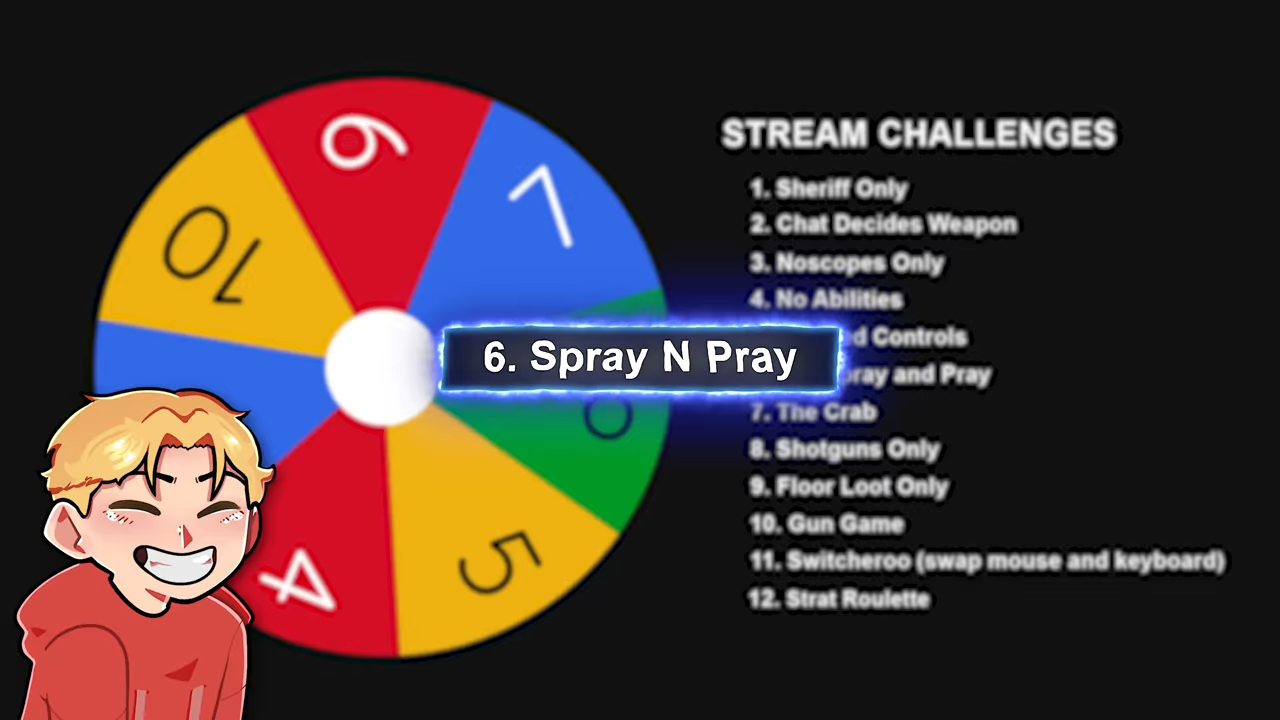 STREAM CHALLENGES
1. Sheriff Only
2. Chat Decides Weapon
3. Noscopes Only
4. No Abilities
Controls
and Pray
7. The Crab
8. Shotguns Only
9. Floor Loot Only
10. Gun Game
11. Switcheroo (swap mouse and keyboard)
12. Strat Roulette
6. Spray N Pray
6
7
10
5
4